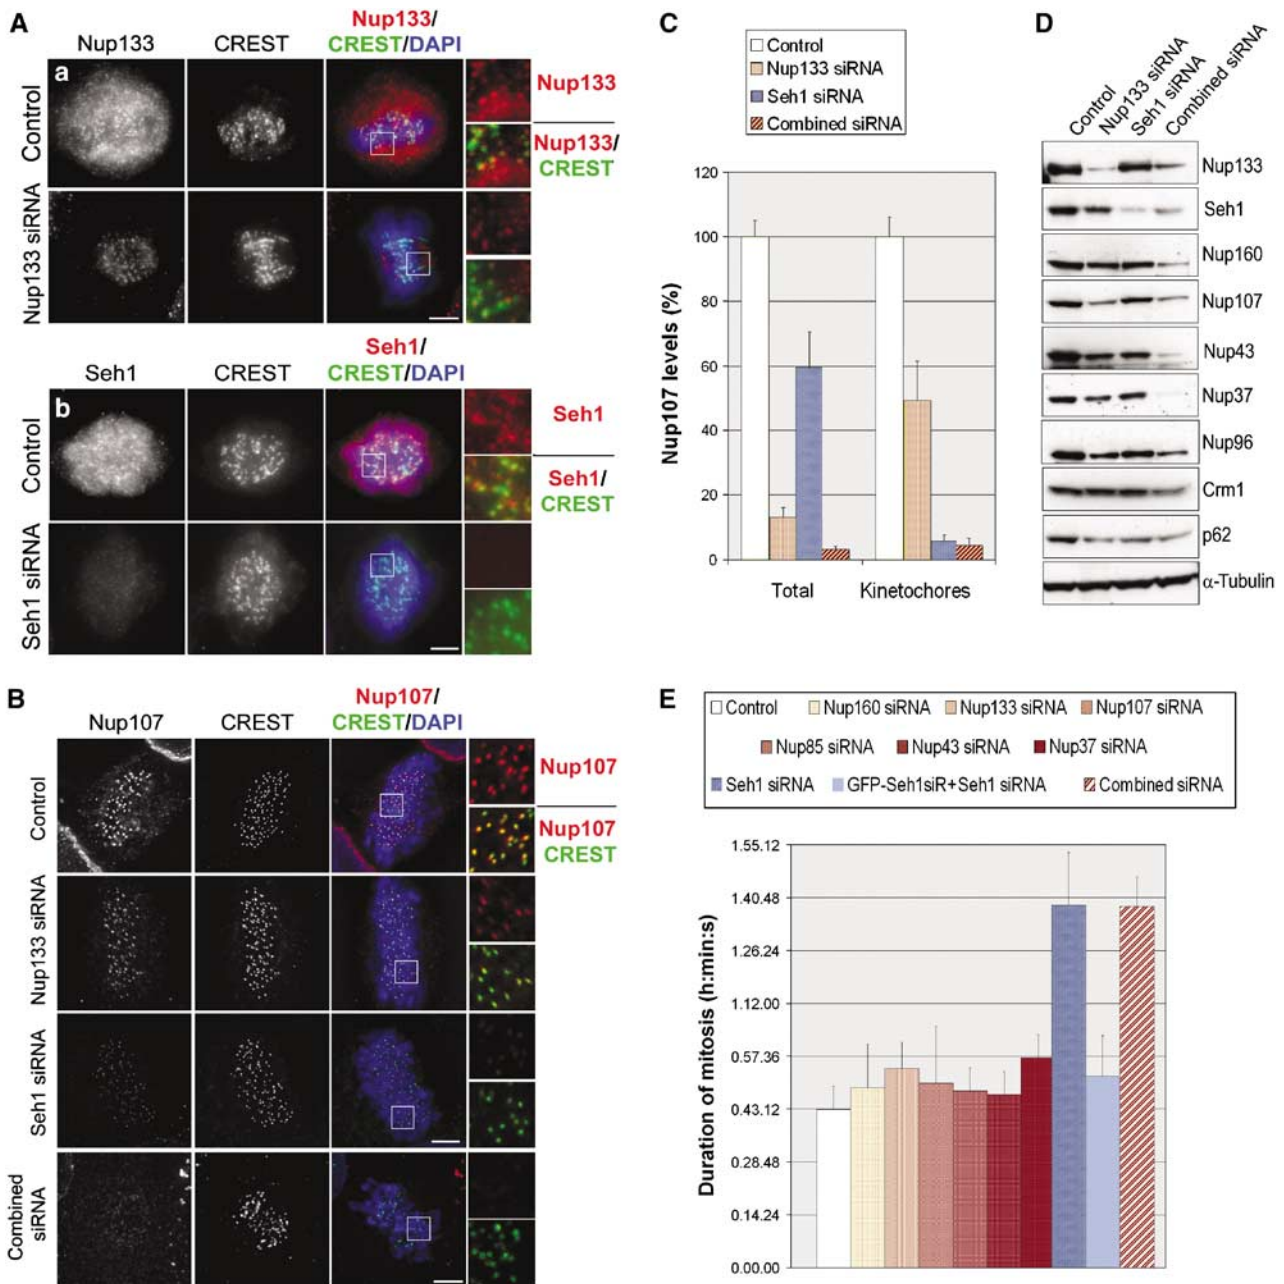 A
Nup133 CREST Nup133/
CREST/DAPI
a
Control
Nup133 siRNA
Nup133
Nup133/
CREST
Seh1 CREST Seh1/
CREST/DAPI
b
Control
Seh1 siRNA
Seh1
Seh1/
CREST
B
Nup107 CREST Nup107/
CREST/DAPI
Control
Nup133 siRNA
Seh1 siRNA
Combined
siRNA
Nup107
Nup107
CREST
C
Control
Nup133 siRNA
Seh1 siRNA
Combined siRNA
Nup107 levels (%)
120
100
80
60
40
20
0
Total Kinetochores
D
Control
Nup133 siRNA
Seh1 siRNA
Combined siRNA
Nup133
Seh1
Nup160
Nup107
Nup43
Nup37
Nup96
Crm1
p62
α-Tubulin
E
Control Nup160 siRNA Nup133 siRNA Nup107 siRNA
Nup85 siRNA Nup43 siRNA Nup37 siRNA
Seh1 siRNA GFP-Seh1siR+Seh1 siRNA Combined siRNA
Duration of mitosis (h:min:s)
1.55.12
1.40.48
1.26.24
1.12.00
0.57.36
0.43.12
0.28.48
0.14.24
0.00.00